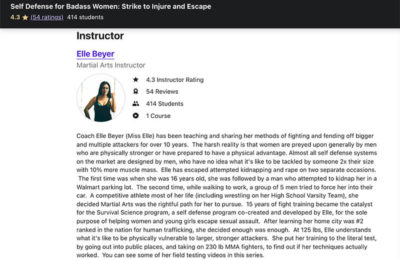 Self Defense for Badass Women: Strike to Injure and Escape
4.3 ★ (54 ratings) 414 students
Instructor
Elle Beyer
Martial Arts Instructor
4.3 Instructor Rating
54 Reviews
414 Students
1 Course
Coach Elle Beyer (Miss Elle) has been teaching and sharing her methods of fighting and fending off bigger
and multiple attackers for over 10 years. The harsh reality is that women are preyed upon generally by men
who are physically stronger or have prepared to have a physical advantage. Almost all self defense systems
on the market are designed by men, who have no idea what it's like to be tackled by someone 2x their size
with 10% more muscle mass. Elle has escaped attempted kidnapping and rape on two separate occasions.
The first time was when she was 16 years old, she was followed by a man who attempted to kidnap her in a
Walmart parking lot. The second time, while walking to work, a group of 5 men tried to force her into their
car. A competitive athlete most of her life (including wrestling on her High School Varsity Team), she
decided Martial Arts was the rightful path for her to pursue. 15 years of fight training became the catalyst
for the Survival Science program, a self defense program co-created and developed by Elle, for the sole
purpose of helping women and young girls escape sexual assault. After learning her home city was #2
ranked in the nation for human trafficking, she decided enough was enough. At 125 lbs, Elle understands
what it's like to be physically vulnerable to larger, stronger attackers. She put her training to the literal test,
by going out into public places, and taking on 230 lb MMA fighters, to find out if her techniques actually
worked. You can see some of her field testing videos in this series.